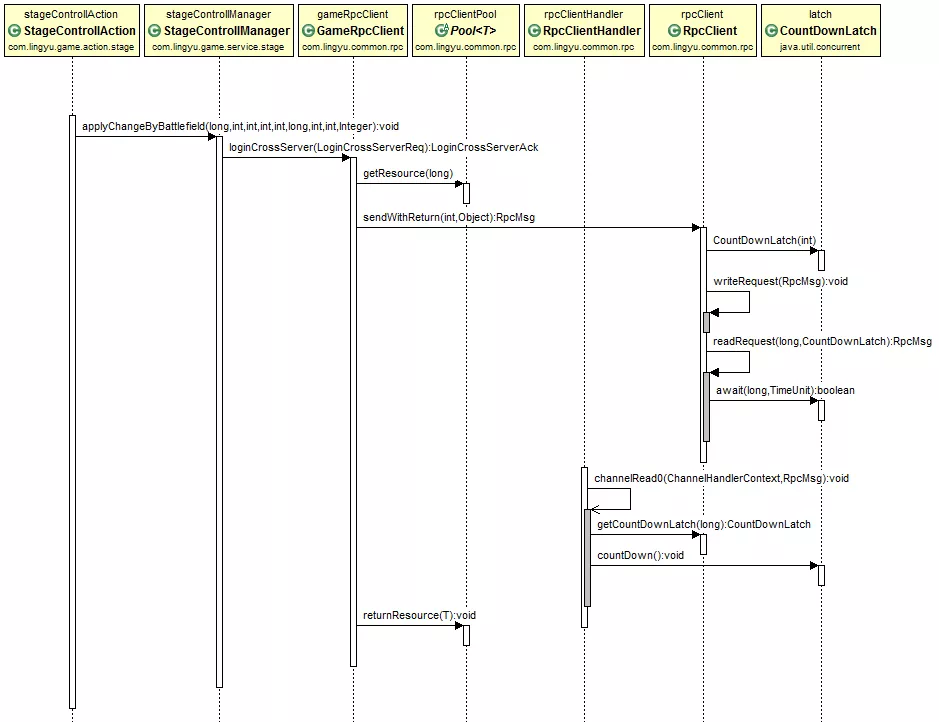 stageControllAction
StageControllAction
com.lingyu.game.action.stage
stageControllManager
StageControllManager
com.lingyu.game.service.stage
gameRpcClient
GameRpcClient
com.lingyu.common.rpc
rpcClientPool
Pool<T>
com.lingyu.common.rpc
rpcClientHandler
RpcClientHandler
com.lingyu.common.rpc
rpcClient
RpcClient
com.lingyu.common.rpc
latch
CountDownLatch
java.util.concurrent
applyChangeByBattlefield(long,int,int,int,int,long,int,int,Integer):void
loginCrossServer(LoginCrossServerReq):LoginCrossServerAck
getResource(long)
sendWithReturn(int,Object):RpcMsg
CountDownLatch(int)
writeRequest(RpcMsg):void
readRequest(long,CountDownLatch):RpcMsg
await(long,TimeUnit):boolean
channelRead0(ChannelHandlerContext,RpcMsg):void
getCountDownLatch(long):CountDownLatch
countDown():void
returnResource(T):void